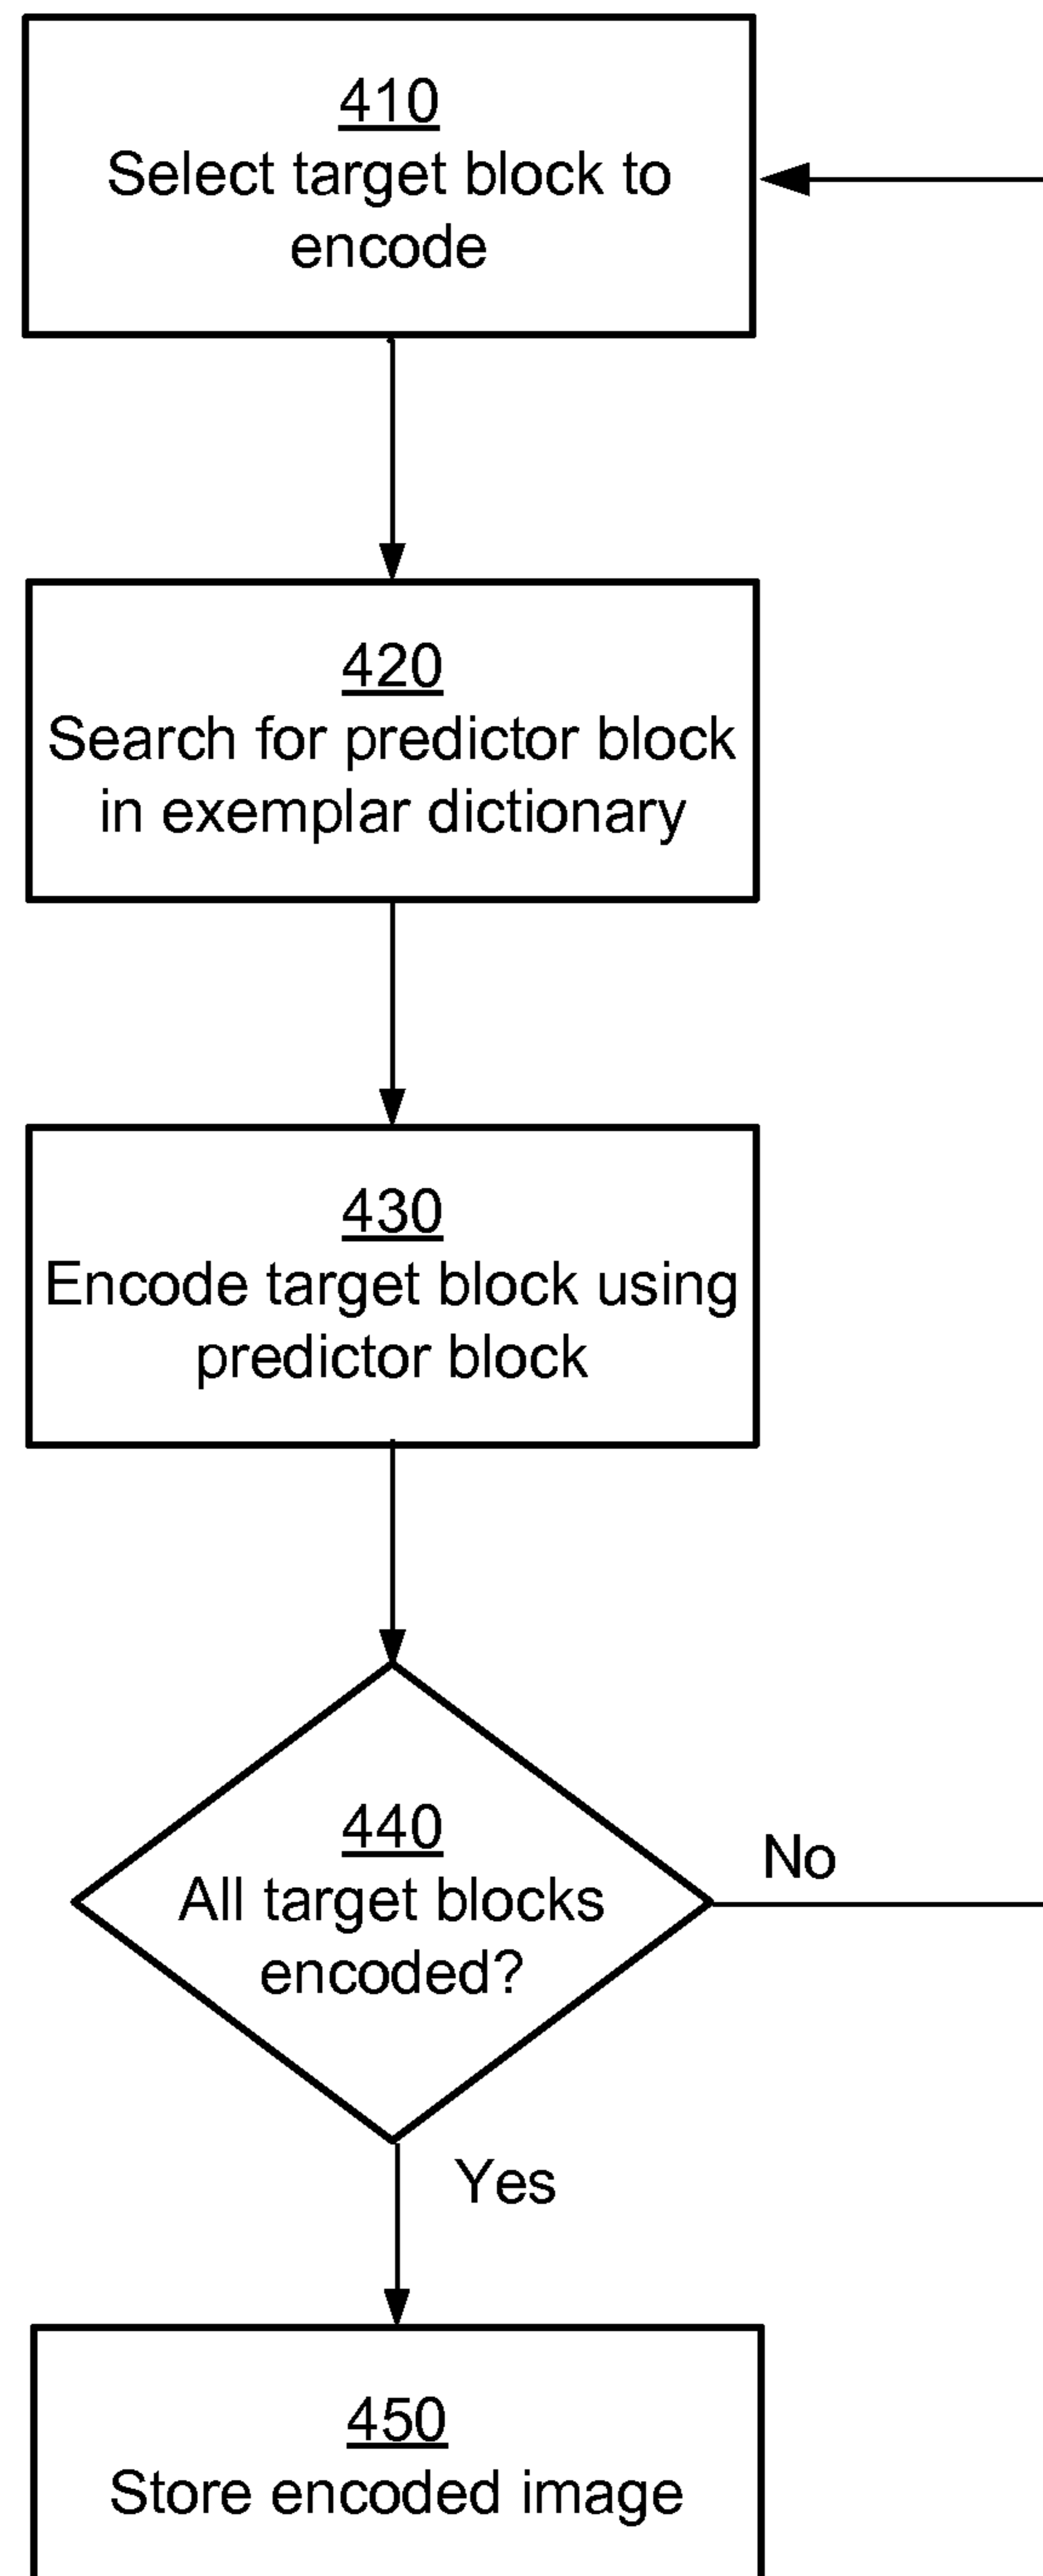 410
Select target block to
encode
420
Search for predictor block
in exemplar dictionary
430
Encode target block using
predictor block
440
All target blocks
encoded?
No
Yes
450
Store encoded image